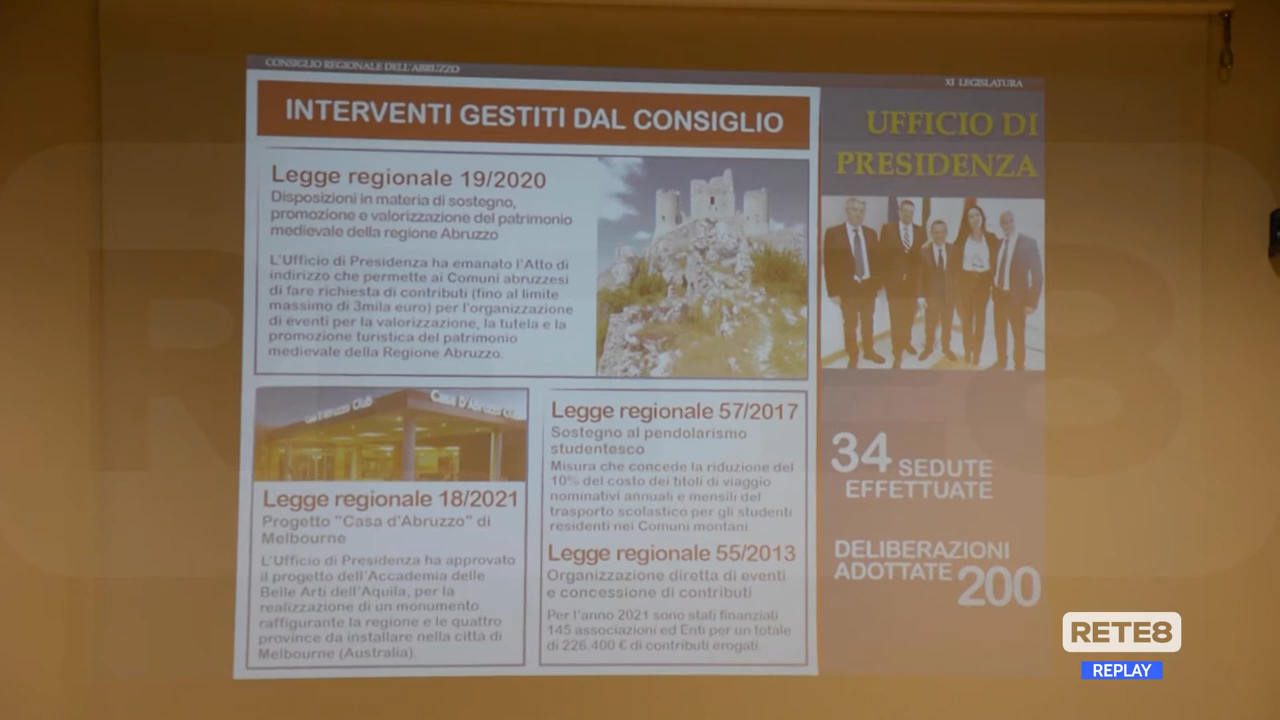 CONSIGLIO REGIONALE DELL'ABRUZZO
XI LEGISLATURA
INTERVENTI GESTITI DAL CONSIGLIO
Legge regionale 19/2020
Disposizioni in materia di sostegno,
promozione e valorizzazione del patrimonio
medievale della regione Abruzzo
L'Ufficio di Presidenza ha emanato l'Atto di
indirizzo che permette ai Comuni abruzzesi
di fare richiesta di contributi (fino al limite
massimo di 3mila euro) per l'organizzazione
di eventi per la valorizzazione, la tutela e la
promozione turistica del patrimonio
medievale della Regione Abruzzo.
Casa D'Abruzzo
Legge regionale 18/2021
Progetto "Casa d'Abruzzo" di
Melbourne
L'Ufficio di Presidenza ha approvato
il progetto dell'Accademia delle
Belle Arti dell'Aquila, per la
realizzazione di un monumento
raffigurante la regione e le quattro
province da installare nella città di
Melbourne (Australia).
Legge regionale 57/2017
Sostegno al pendolarismo
studentesco
Misura che concede la riduzione del
10% del costo dei titoli di viaggio
nominativi annuali e mensili del
trasporto scolastico per gli studenti
residenti nei Comuni montani.
Legge regionale 55/2013
Organizzazione diretta di eventi
e concessione di contributi
Per l'anno 2021 sono stati finanziati
145 associazioni ed Enti per un totale
di 226.400 € di contributi erogati.
UFFICIO DI
PRESIDENZA
34 SEDUTE
EFFETTUATE
DELIBERAZIONI
ADOTTATE 200
RETE8
REPLAY